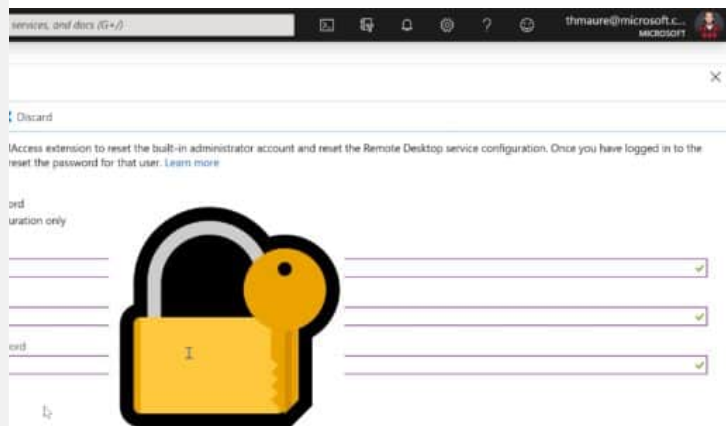 services, and docs (G+/)
thmaure@microsoft.c...
MICROSOFT
Discard
Access extension to reset the built-in administrator account and reset the Remote Desktop service configuration. Once you have logged in to the
reset the password for that user. Learn more
ord
uration only
ord